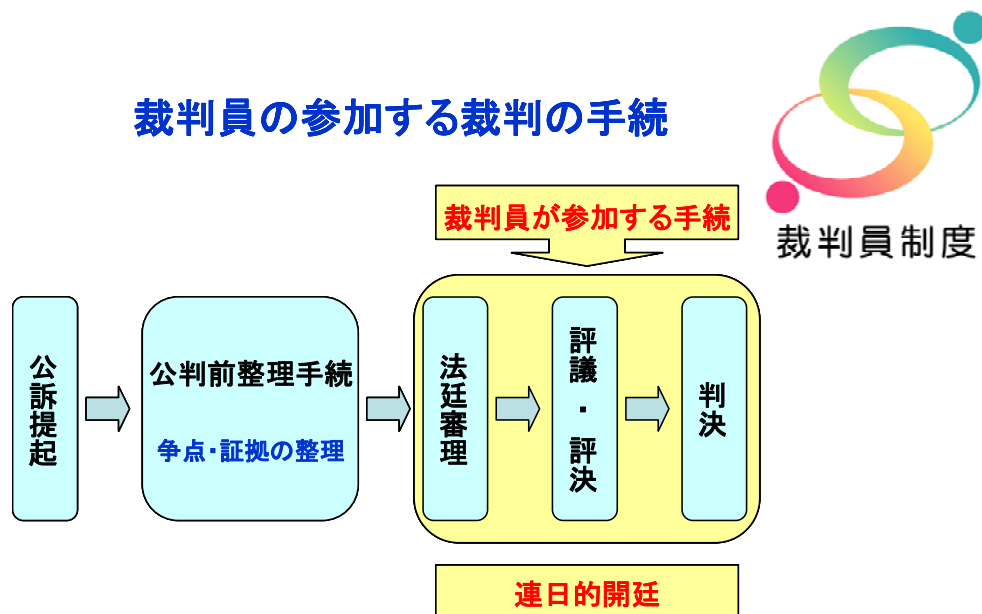 裁判員の参加する裁判の手続
裁判員制度
裁判員が参加する手続
公訴提起
公判前整理手続
争点・証拠の整理
法廷審理
評議・評決
判決
連日的開廷